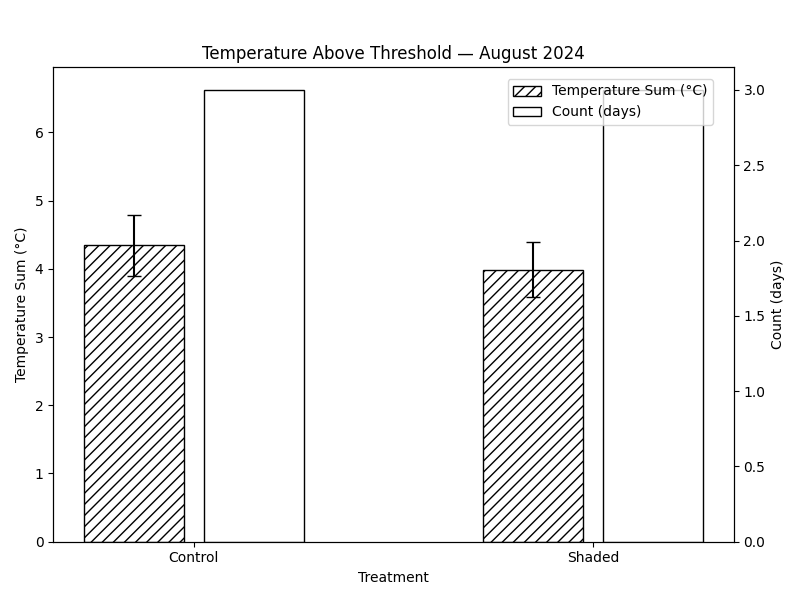 Temperature Above Threshold — August 2024
Temperature Sum (°C)
Count (days)
6
5
4
3
2
1
0
Temperature Sum (°C)
3.0
2.5
2.0
1.5
1.0
0.5
0.0
Count (days)
Control
Shaded
Treatment